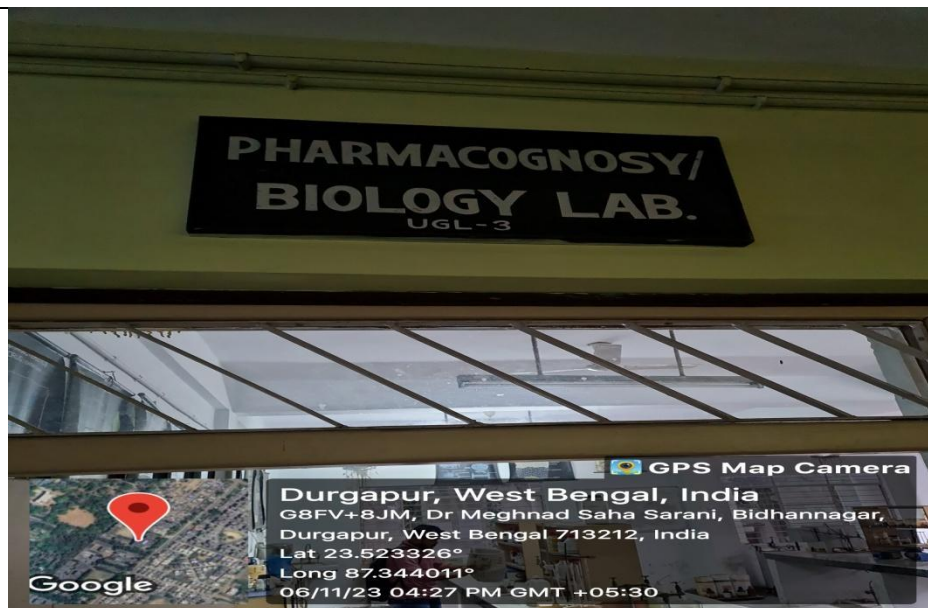 PHARMACOGNOSY/
BIOLOGY LAB.
UGL-3
GPS Map Camera
Durgapur, West Bengal, India
G8FV+8JM, Dr Meghnad Saha Sarani, Bidhannagar,
Durgapur, West Bengal 713212, India
Lat 23.523326°
Long 87.344011°
06/11/23 04:27 PM GMT +05:30
Google